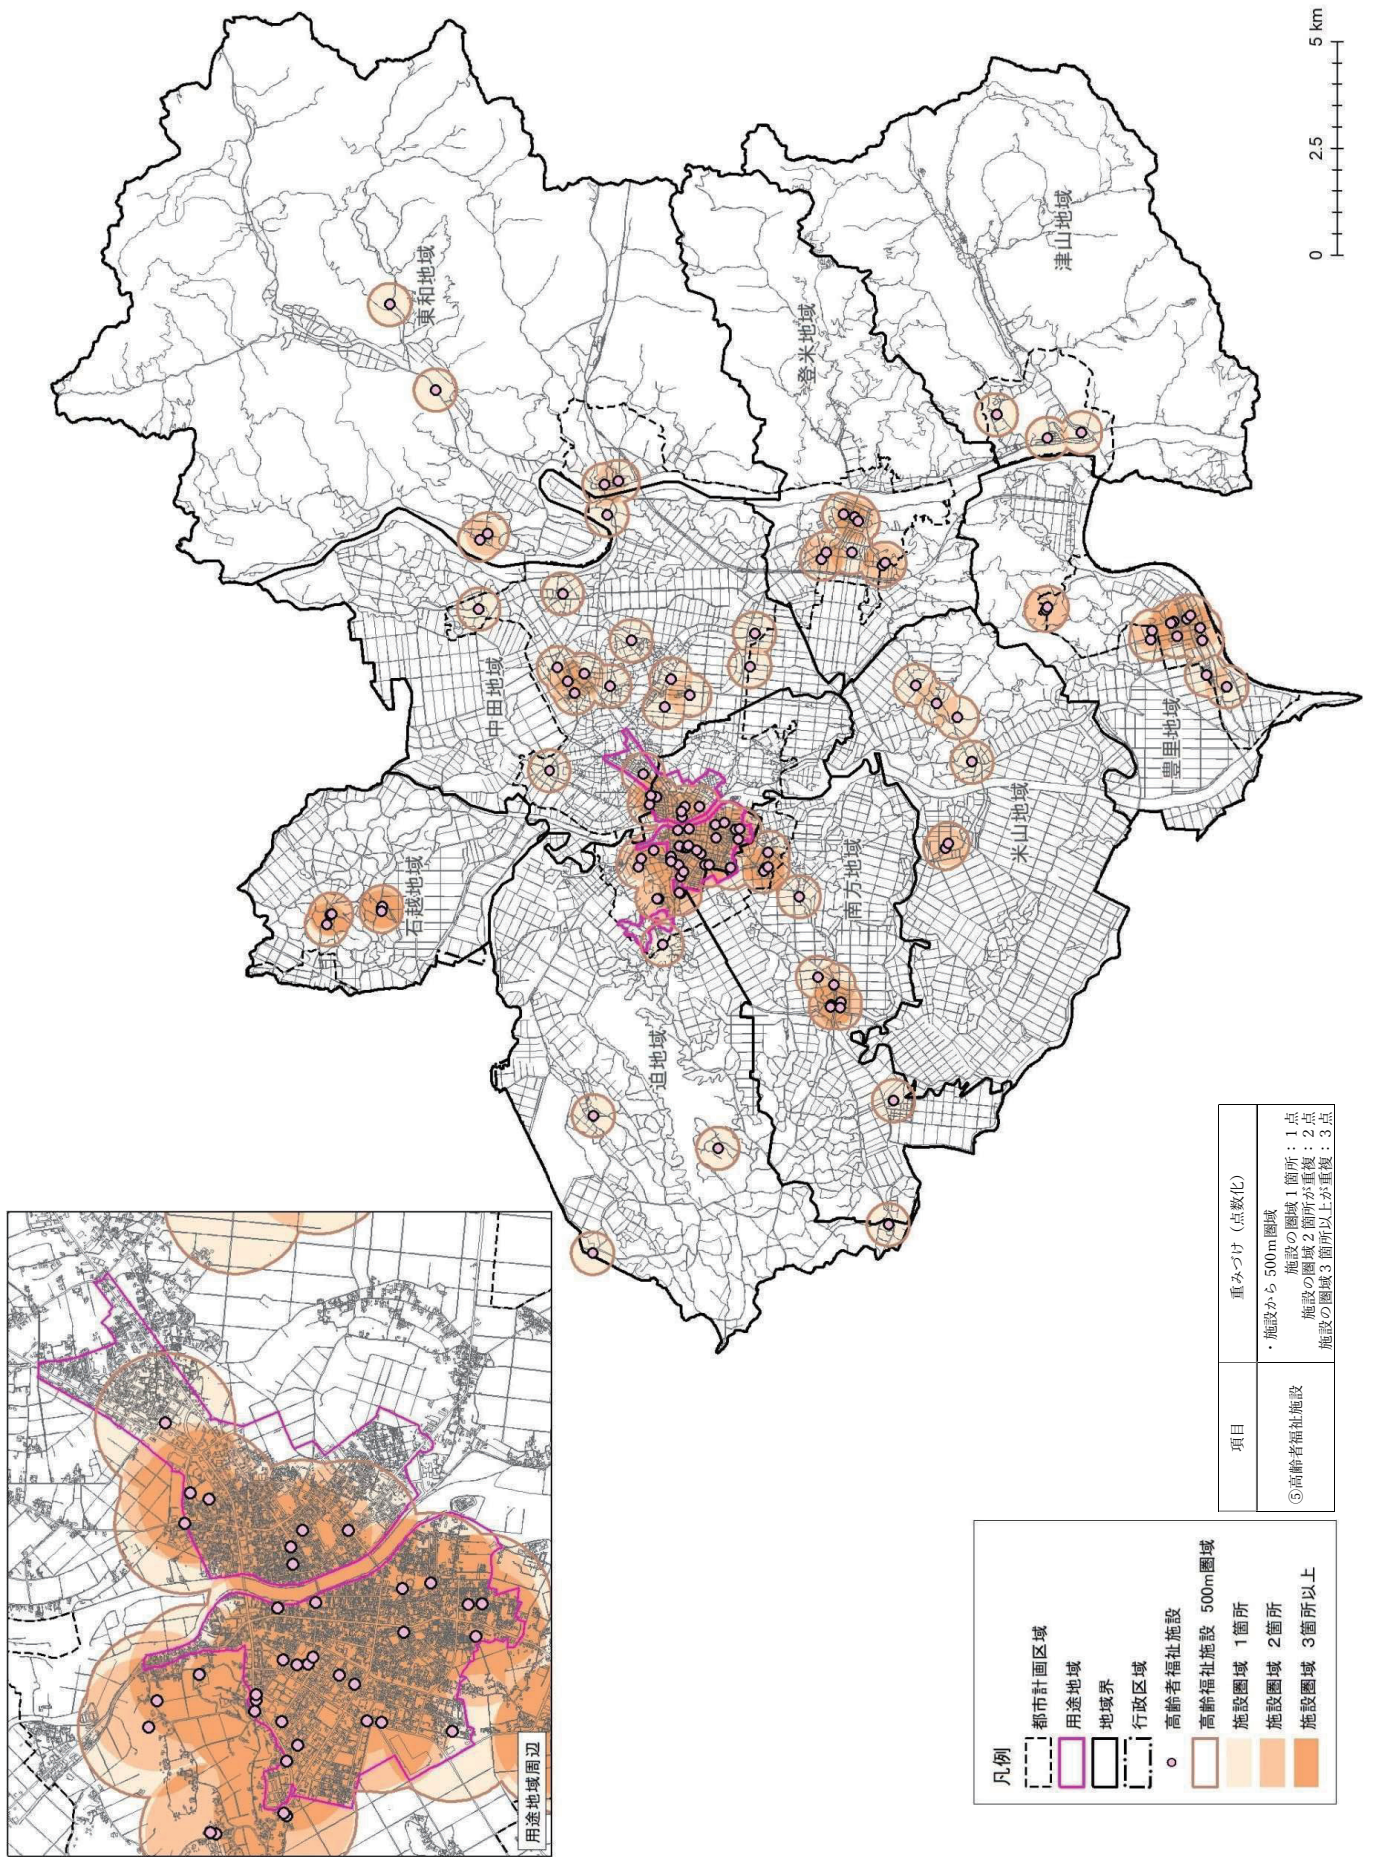 用途地域周辺
石越地域
中田地域
東和地域
迫地域
登米地域
南方地域
米山地域
豊里地域
津山地域
凡例
都市計画区域
用途地域
地域界
行政区域
高齢者福祉施設
高齢福祉施設 500m圏域
施設圏域 1箇所
施設圏域 2箇所
施設圏域 3箇所以上
項目
重みづけ（点数化）
⑤高齢者福祉施設
・施設から500m圏域
施設の圏域1箇所：1点
施設の圏域2箇所が重複：2点
施設の圏域3箇所以上が重複：3点
0 2.5 5 km